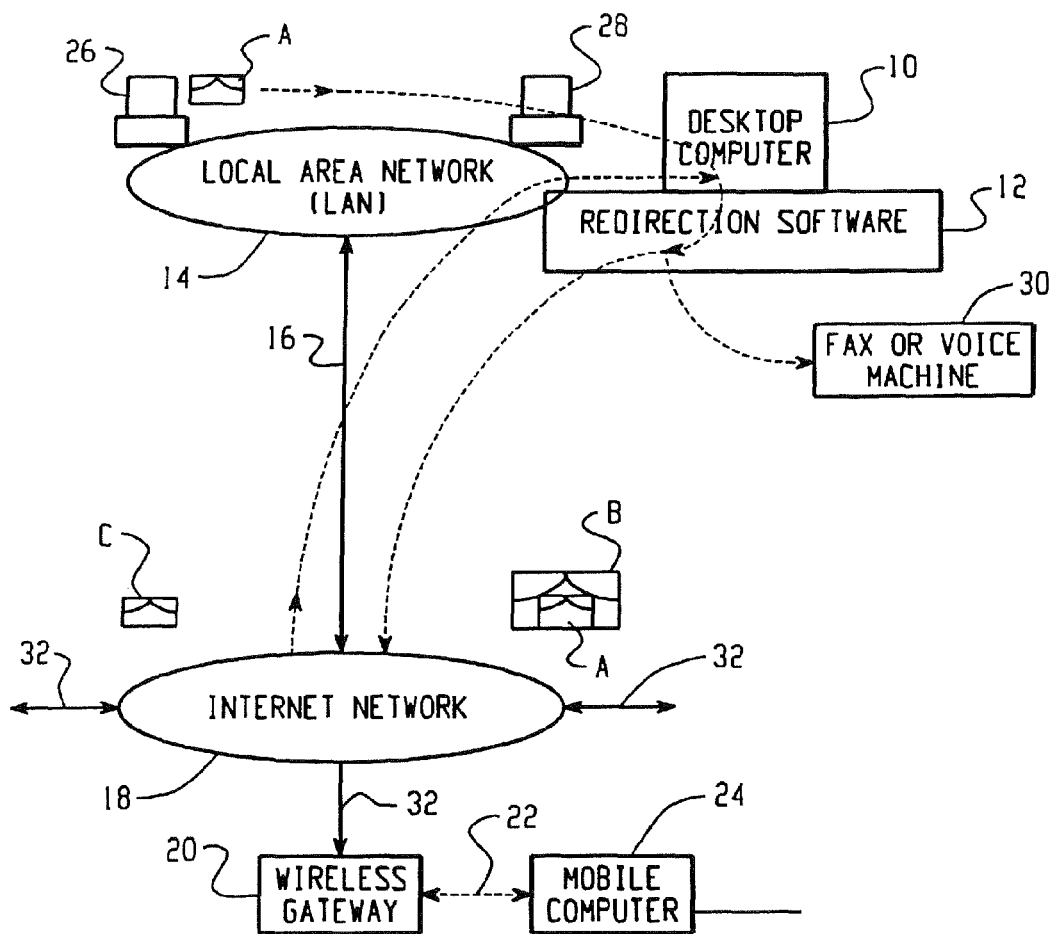 A
26
28
10
DESKTOP
COMPUTER
LOCAL AREA NETWORK
(LAN)
12
REDIRECTION SOFTWARE
14
30
16
FAX OR VOICE
MACHINE
C
B
A
32
32
INTERNET NETWORK
18
32
24
22
20
WIRELESS
GATEWAY
MOBILE
COMPUTER